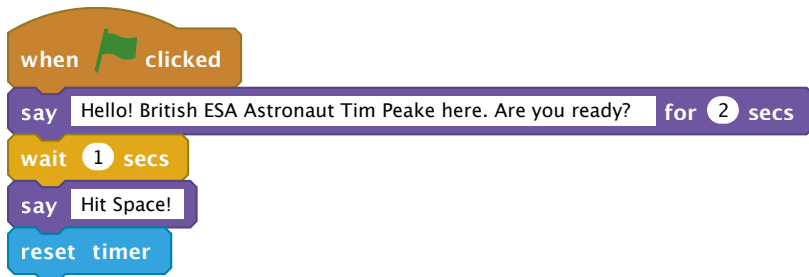 when clicked
say Hello! British ESA Astronaut Tim Peake here. Are you ready? for 2 secs
wait 1 secs
say Hit Space!
reset timer